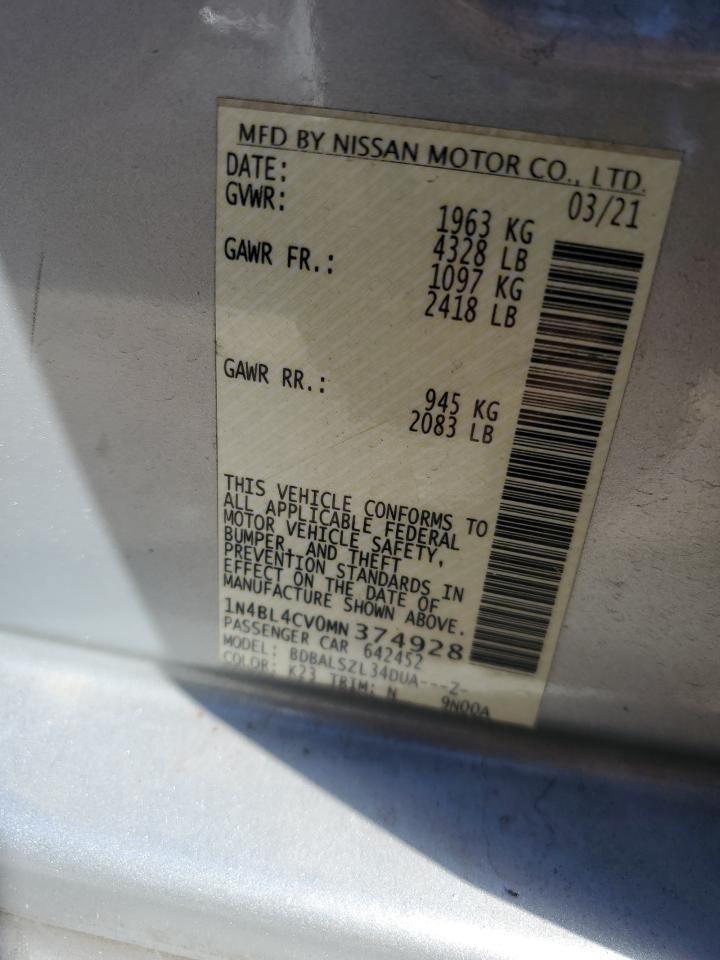 MFD BY NISSAN MOTOR CO., LTD.
DATE: 03/21
GVWR: 1963 KG
4328 LB
GAWR FR.: 1097 KG
2418 LB
GAWR RR.: 945 KG
2083 LB
THIS VEHICLE CONFORMS TO
ALL APPLICABLE FEDERAL
MOTOR VEHICLE SAFETY,
BUMPER, AND THEFT
PREVENTION STANDARDS IN
EFFECT ON THE DATE OF
MANUFACTURE SHOWN ABOVE.
1N4BL4CV0MN374928
PASSENGER CAR 642452
MODEL: BDBALSZL34DUA---Z-
COLOR: K23 TRIM: N 9N00A